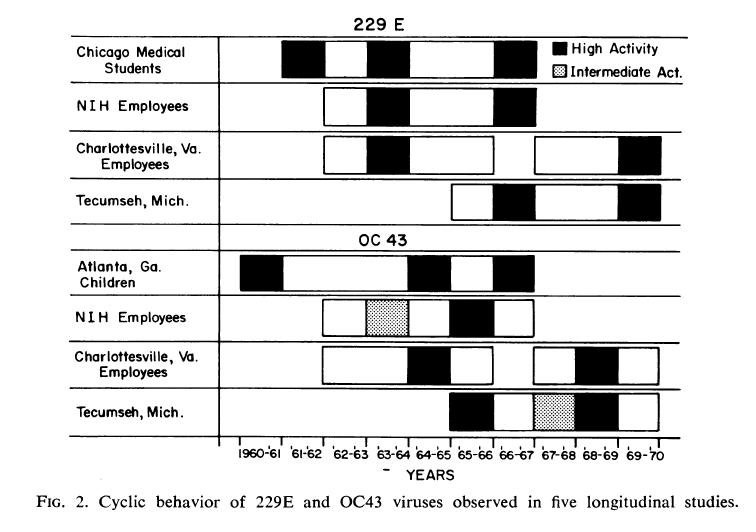 229 E
Chicago Medical
Students
High Activity
Intermediate Act.
NIH Employees
Charlottesville, Va.
Employees
Tecumseh, Mich.
OC 43
Atlanta, Ga.
Children
NIH Employees
Charlottesville, Va.
Employees
Tecumseh, Mich.
1960-'61 '61-'62 '62-'63 '63-'64 '64-'65 '65-'66 '66-'67 '67-'68 '68-'69 '69-'70
YEARS
FIG. 2. Cyclic behavior of 229E and OC43 viruses observed in five longitudinal studies.